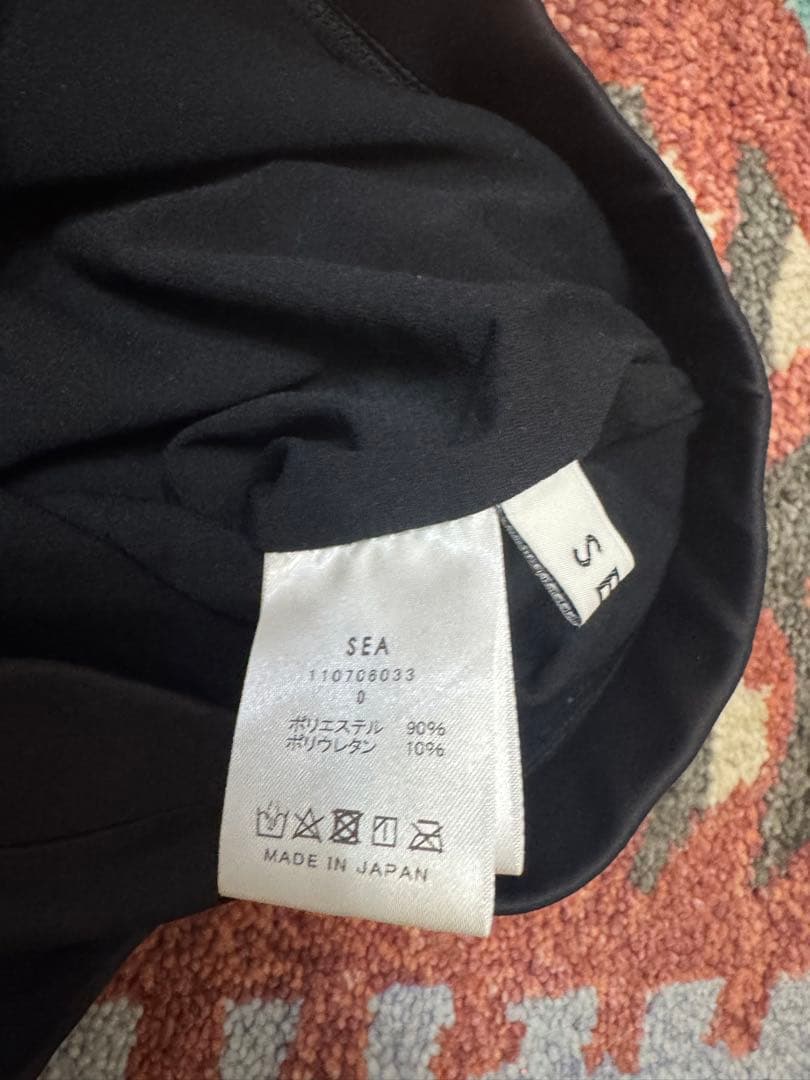 SE
SEA
110706033
0
ポリエステル 90%
ポリウレタン 10%
MADE IN JAPAN